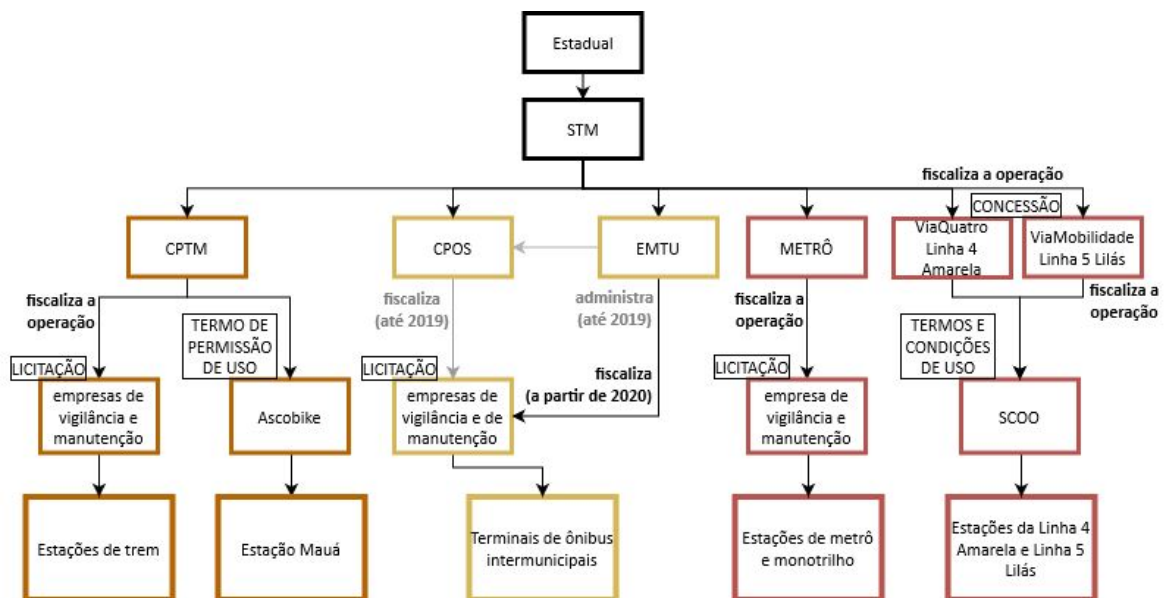 Estadual
STM
fiscaliza a operação
CONCESSÃO
CPTM
CPOS
EMTU
METRÔ
ViaQuatro
Linha 4
Amarela
ViaMobilidade
Linha 5 Lilás
fiscaliza a
operação
TERMO DE
PERMISSÃO
DE USO
fiscaliza
(até 2019)
administra
(até 2019)
fiscaliza a
operação
TERMOS E
CONDIÇÕES
DE USO
fiscaliza a
operação
LICITAÇÃO
LICITAÇÃO
fiscaliza
(a partir de 2020)
LICITAÇÃO
empresas de
vigilância e
manutenção
Ascobike
empresas de
vigilância e de
manutenção
empresa de
vigilância e
manutenção
SCOO
Estações de trem
Estação Mauá
Terminais de ônibus
intermunicipais
Estações de metrô
e monotrilho
Estações da Linha 4
Amarela e Linha 5
Lilás